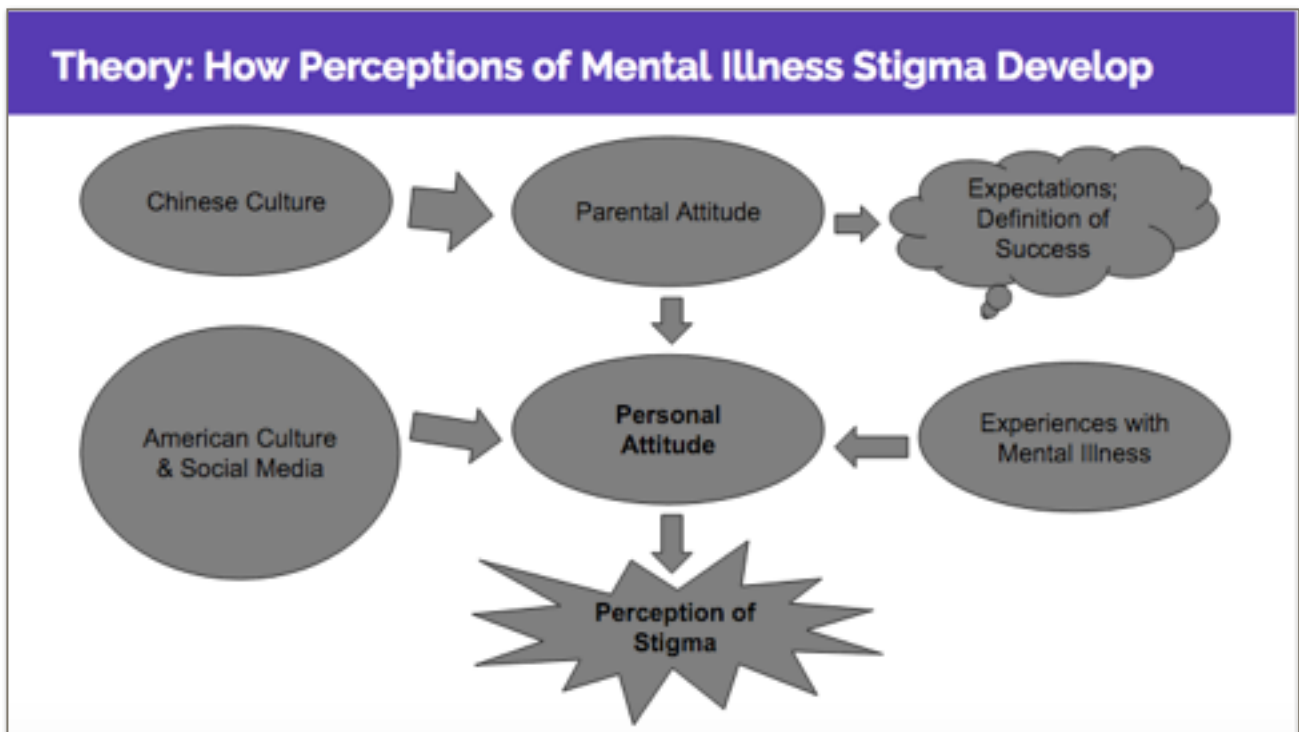 Theory: How Perceptions of Mental Illness Stigma Develop
Chinese Culture
Parental Attitude
Expectations;
Definition of
Success
American Culture
& Social Media
Personal
Attitude
Experiences with
Mental Illness
Perception of
Stigma